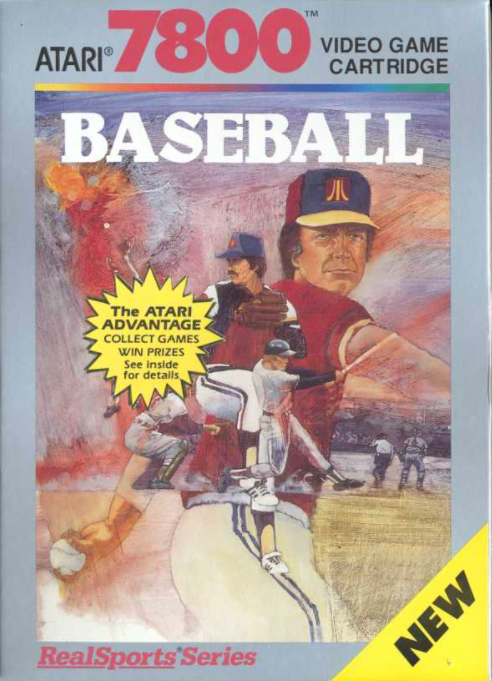 ATARI® 7800™ VIDEO GAME
CARTRIDGE
BASEBALL
The ATARI
ADVANTAGE
COLLECT GAMES
WIN PRIZES
See inside
for details
NEW
RealSports® Series